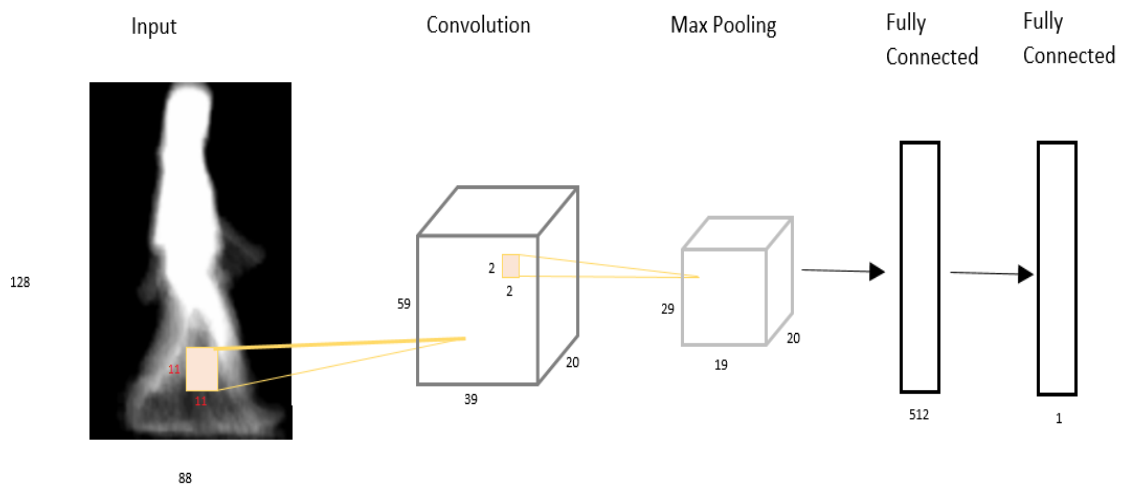 Input
Convolution
Max Pooling
Fully
Connected
Fully
Connected
128
88
11
11
59
39
20
2
2
29
19
20
512
1